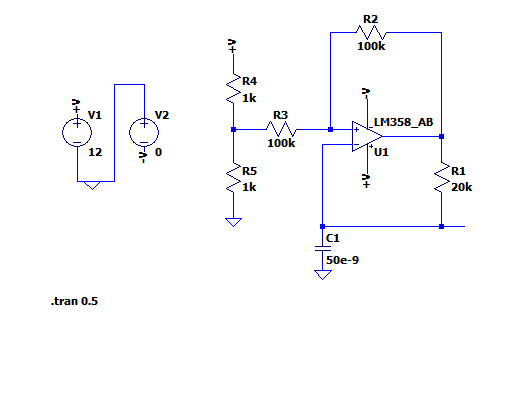 R2
100k
+V
R4
1k
-V
+V
V1
12
V2
0
-V
R3
100k
LM358_AB
U1
+V
R5
1k
R1
20k
C1
50e-9
.tran 0.5